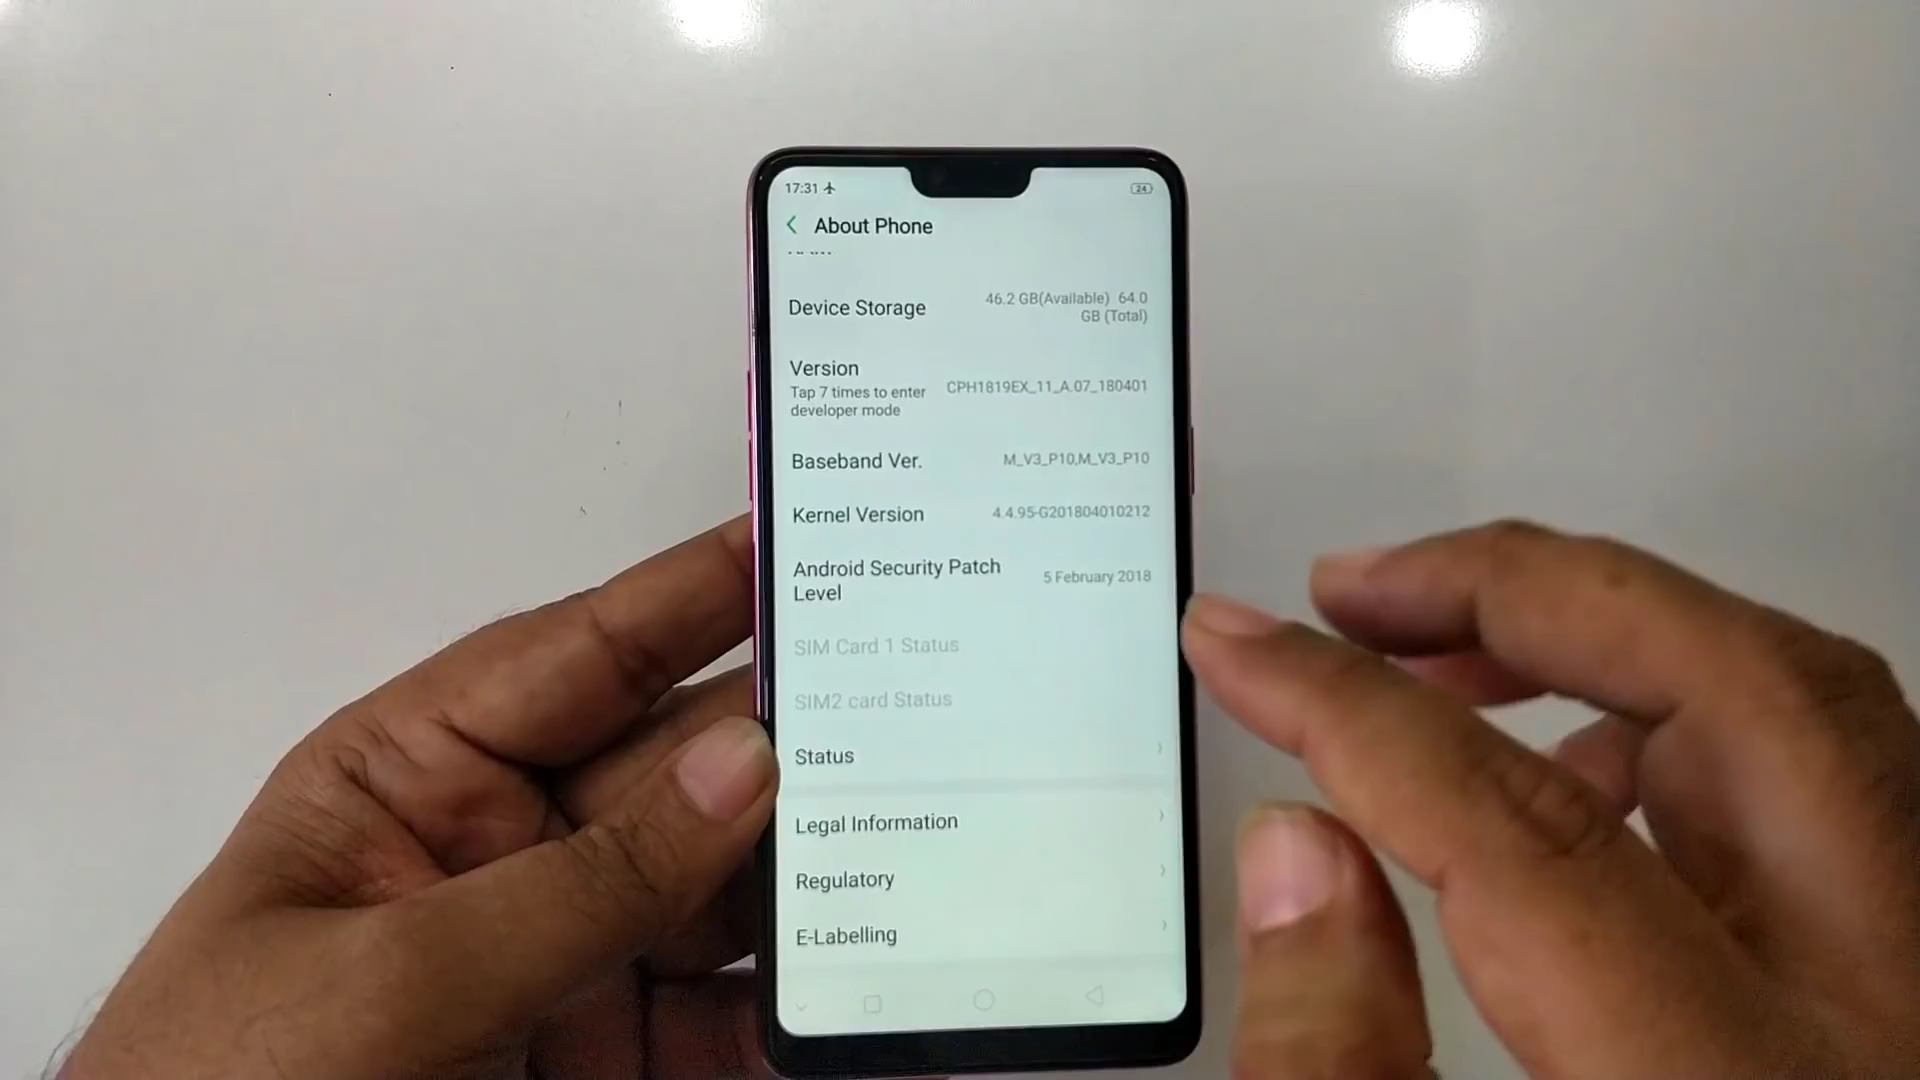 17:31
24
About Phone
Device Storage
46.2 GB(Available) 64.0
GB (Total)
Version
Tap 7 times to enter
developer mode
CPH1819EX_11_A.07_180401
Baseband Ver.
M_V3_P10,M_V3_P10
Kernel Version
4.4.95-G201804010212
Android Security Patch
Level
5 February 2018
SIM Card 1 Status
SIM2 card Status
Status
Legal Information
Regulatory
E-Labelling